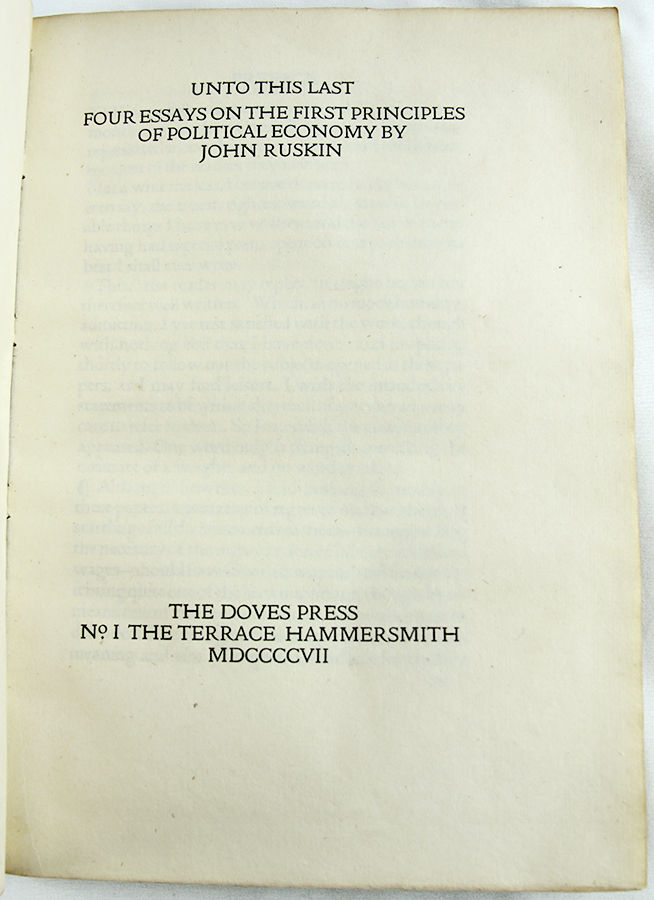 UNTO THIS LAST
FOUR ESSAYS ON THE FIRST PRINCIPLES
OF POLITICAL ECONOMY BY
JOHN RUSKIN
THE DOVES PRESS
No. I THE TERRACE HAMMERSMITH
MDCCCCVII